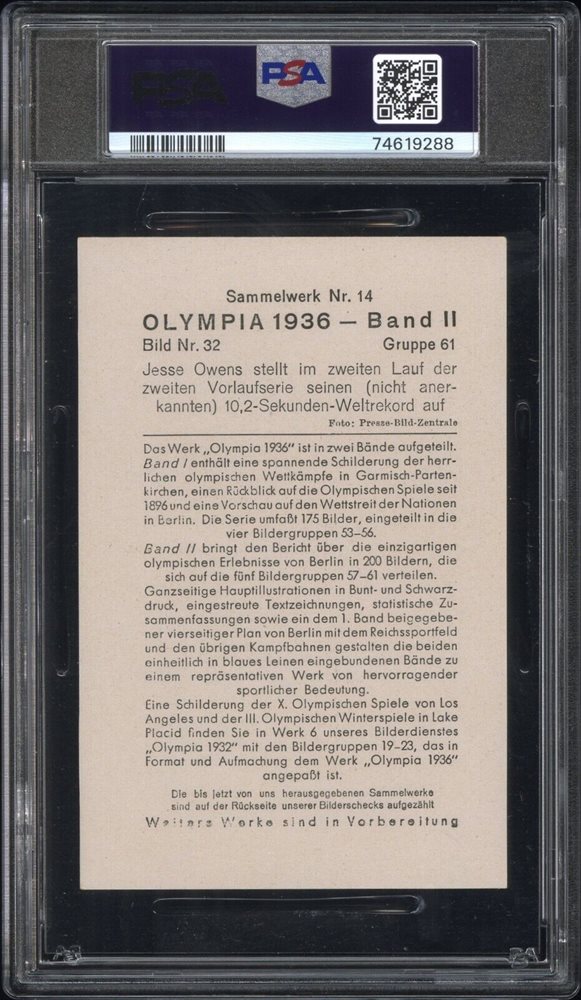 PSA
PSA
74619288
Sammelwerk Nr. 14
OLYMPIA 1936 — Band II
Bild Nr. 32 Gruppe 61
Jesse Owens stellt im zweiten Lauf der
zweiten Vorlaufserie seinen (nicht aner-
kannten) 10,2-Sekunden-Weltrekord auf
Foto: Presse-Bild-Zentrale
Das Werk „Olympia 1936“ ist in zwei Bände aufgeteilt.
Band I enthält eine spannende Schilderung der herr-
lichen olympischen Wettkämpfe in Garmisch-Parten-
kirchen, einen Rückblick auf die Olympischen Spiele seit
1896 und eine Vorschau auf den Wettstreit der Nationen
in Berlin. Die Serie umfaßt 175 Bilder, eingeteilt in die
vier Bildergruppen 53–56.
Band II bringt den Bericht über die einzigartigen
olympischen Erlebnisse von Berlin in 200 Bildern, die
sich auf die fünf Bildergruppen 57–61 verteilen.
Ganzseitige Hauptillustrationen in Bunt- und Schwarz-
druck, eingestreute Textzeichnungen, statistische Zu-
sammenfassungen sowie ein dem 1. Band beigegebe-
ner vierseitiger Plan von Berlin mit dem Reichssportfeld
und den übrigen Kampfbahnen gestalten die beiden
einheitlich in blaues Leinen eingebundenen Bände zu
einem repräsentativen Werk von hervorragender
sportlicher Bedeutung.
Eine Schilderung der X. Olympischen Spiele von Los
Angeles und der III. Olympischen Winterspiele in Lake
Placid finden Sie in Werk 6 unseres Bilderdienstes
„Olympia 1932“ mit den Bildergruppen 19–23, das in
Format und Aufmachung dem Werk „Olympia 1936“
angepaßt ist.
Die bis jetzt von uns herausgegebenen Sammelwerke
sind auf der Rückseite unserer Bilderschecks aufgezählt
Weitere Werke sind in Vorbereitung
PSA
PSA